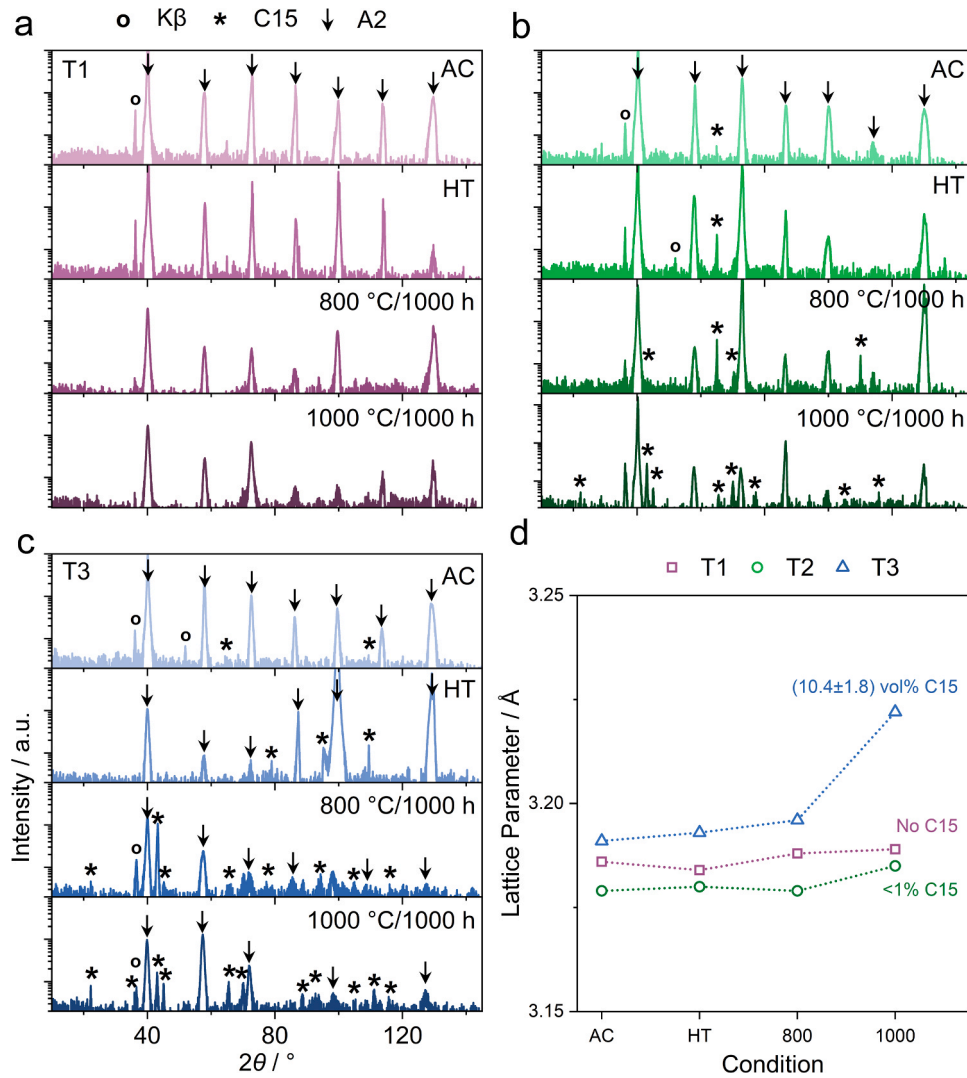 a o Kβ * C15 ↓ A2
b
T1
AC
HT
800 °C/1000 h
1000 °C/1000 h
AC
HT
800 °C/1000 h
1000 °C/1000 h
c
T3
AC
HT
800 °C/1000 h
1000 °C/1000 h
Intensity / a.u.
40 80 120
2θ / °
d
T1 T2 T3
3.25
3.20
3.15
Lattice Parameter / Å
(10.4±1.8) vol% C15
No C15
<1% C15
AC HT 800 1000
Condition